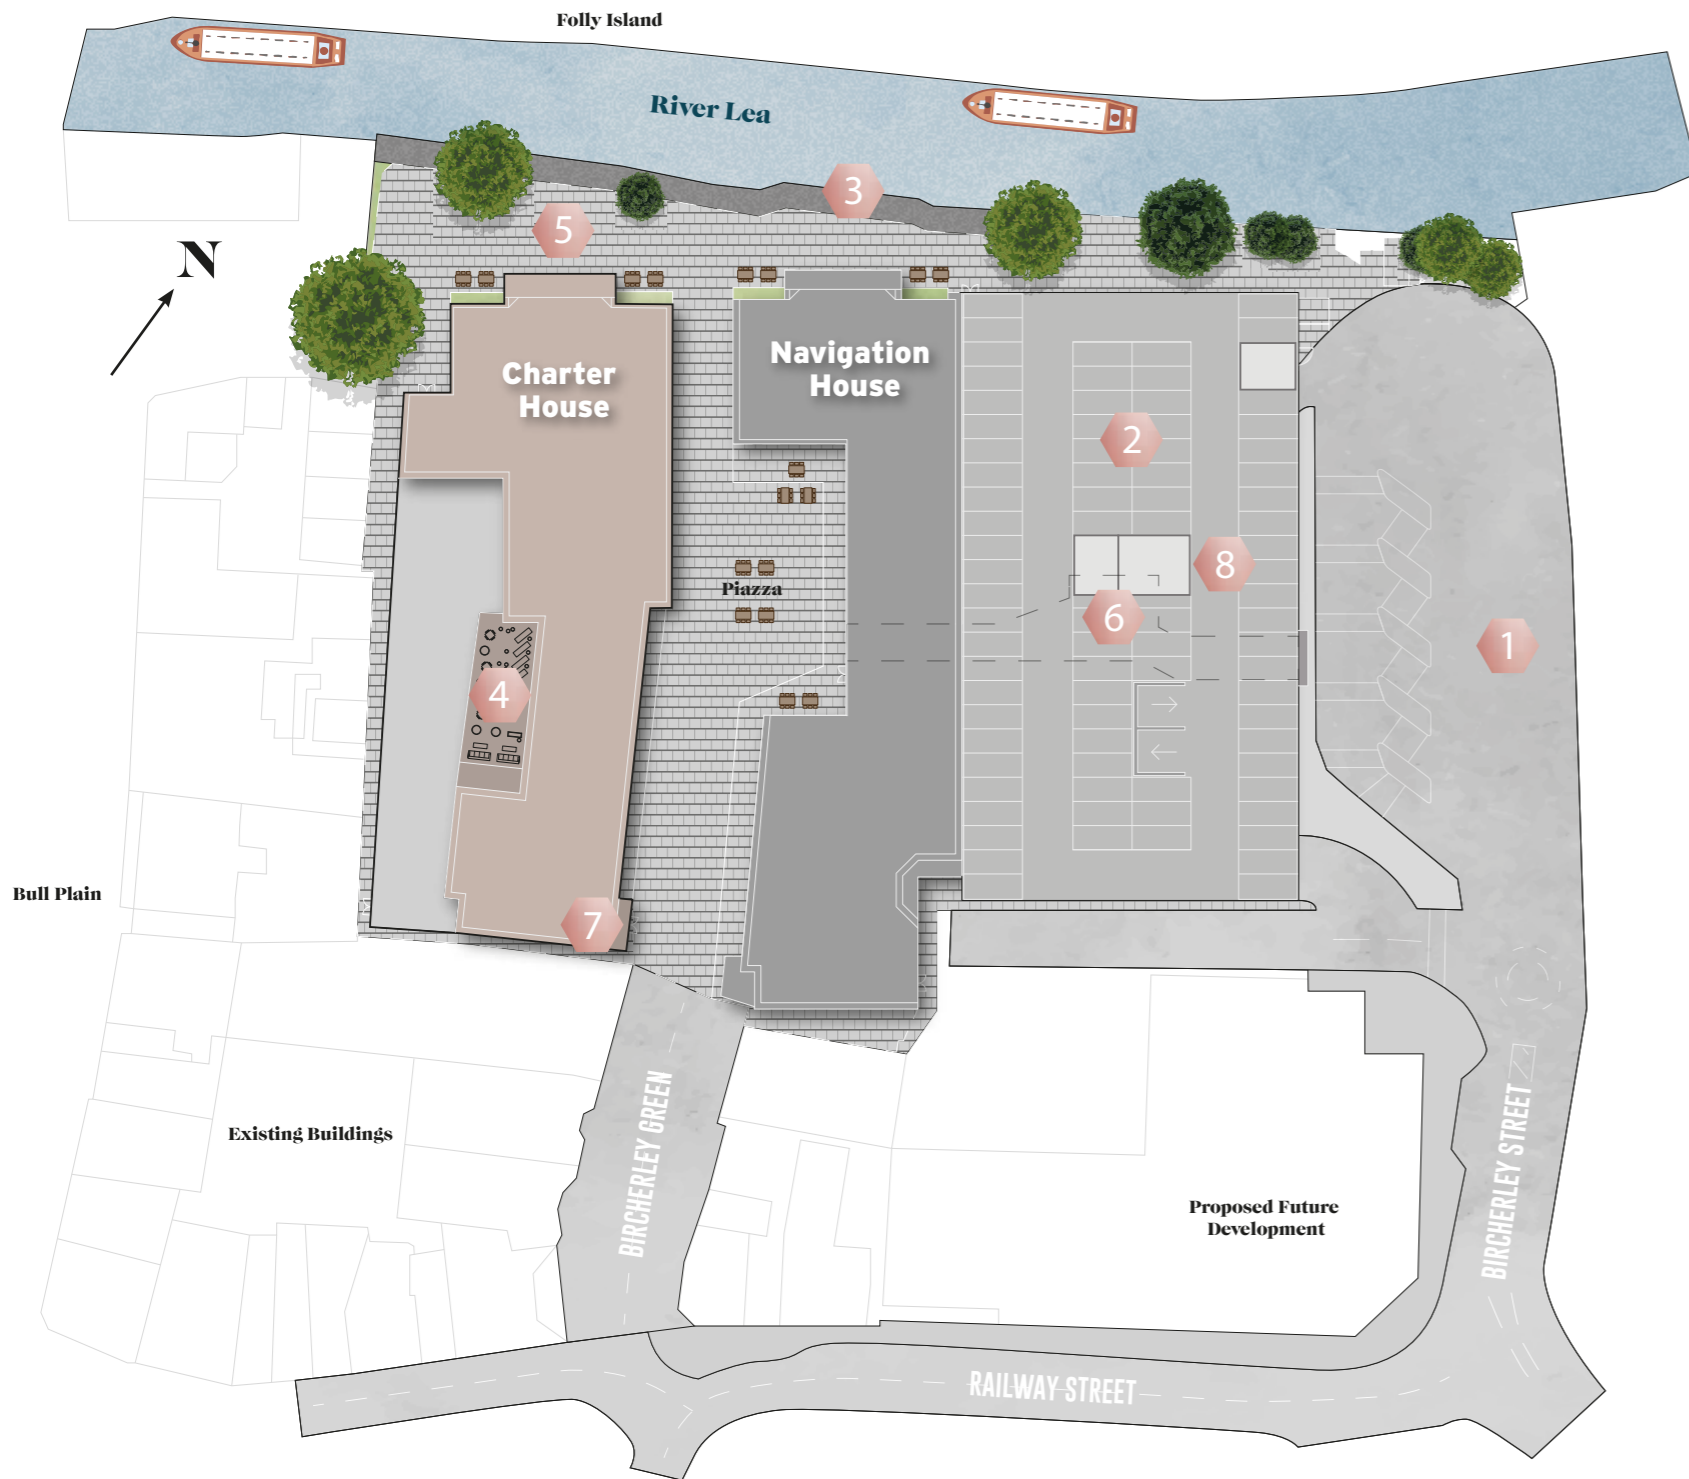 Folly Island
River Lea
3
5
N
Navigation
House
Charter
House
2
8
Piazza
6
1
4
Bull Plain
7
BIRCHERLEY GREEN
Existing Buildings
BIRCHERLEY STREET
Proposed Future
Development
RAILWAY STREET